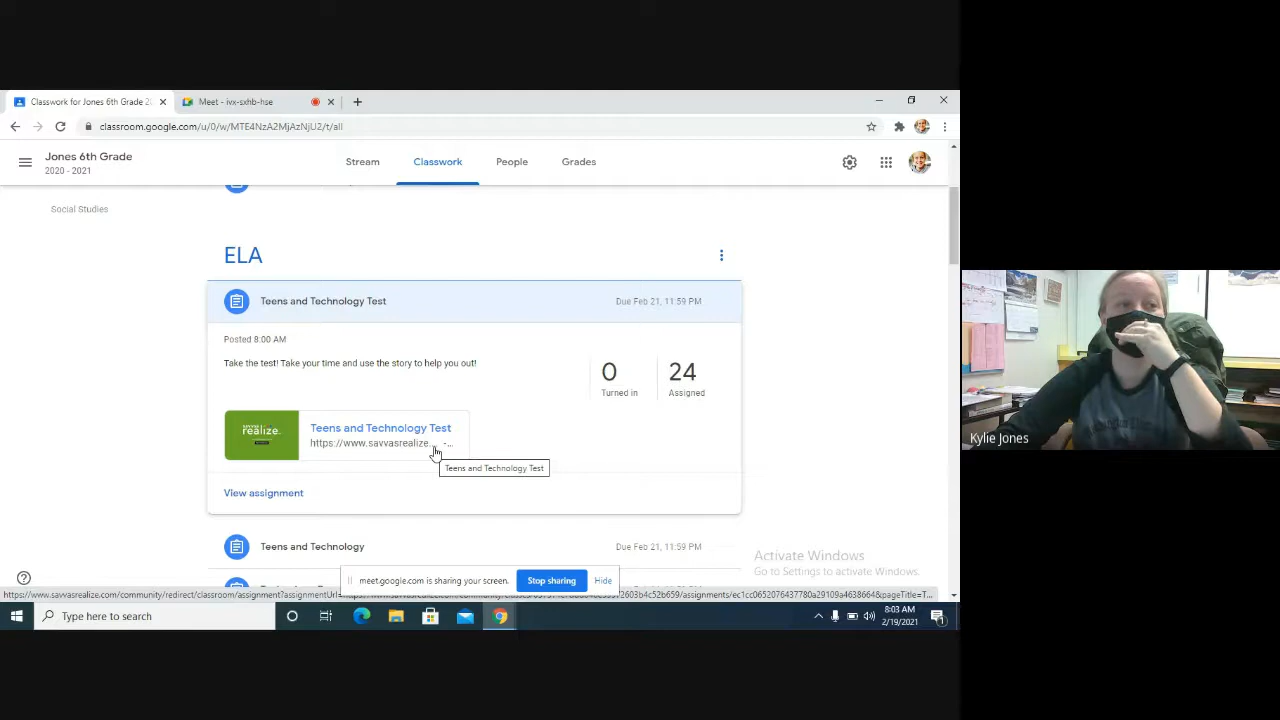 Classwork for Jones 6th Grade 2
Meet - ivx-sxhb-hse
classroom.google.com/u/0/w/MTE4NzA2MjAzNjU2/t/all
Jones 6th Grade
2020 - 2021
Stream
Classwork
People
Grades
Social Studies
ELA
Teens and Technology Test
Due Feb 21, 11:59 PM
Posted 8:00 AM
Take the test! Take your time and use the story to help you out!
0
Turned in
24
Assigned
realize.
Teens and Technology Test
https://www.savvasrealize.... -...
Teens and Technology Test
View assignment
Teens and Technology
Due Feb 21, 11:59 PM
meet.google.com is sharing your screen.
Stop sharing
Hide
Activate Windows
Go to Settings to activate Windows.
Type here to search
8:03 AM
2/19/2021
1
Kylie Jones